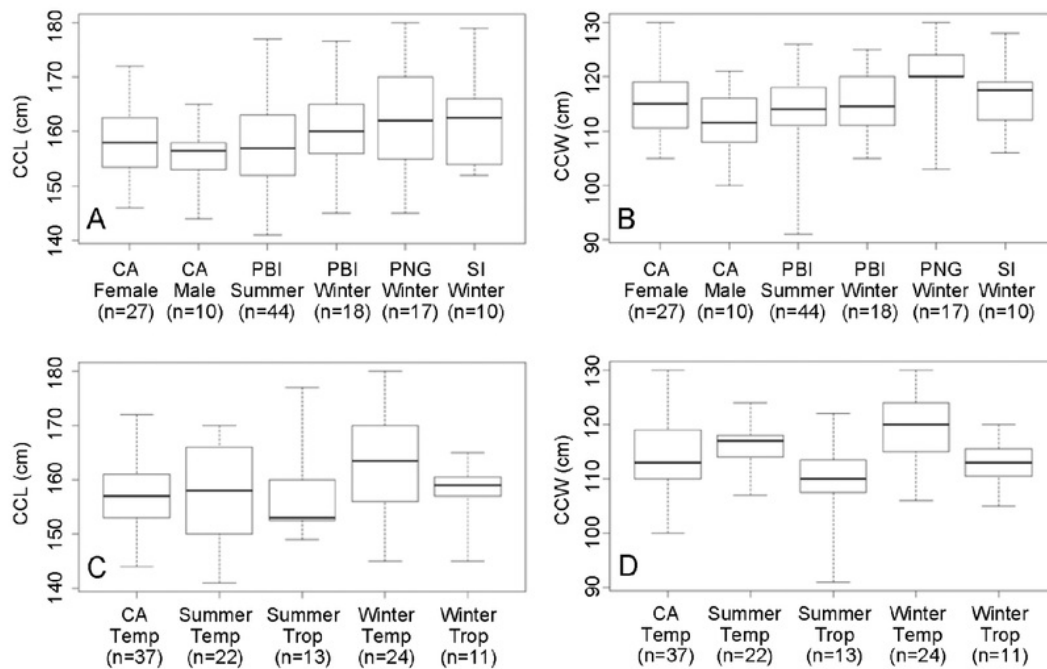 CCL (cm)
180
170
160
150
140
A
CA PBI PBI PNG SI
CA
Female Male Summer Winter Winter Winter
(n=27) (n=10) (n=44) (n=18) (n=17) (n=10)
CCW (cm)
130
120
110
100
90
B
CA CA PBI PBI PNG SI
Female Male Summer Winter Winter Winter
(n=27) (n=10) (n=44) (n=18) (n=17) (n=10)
CCL (cm)
180
170
160
150
140
C
CA Summer Summer Winter Winter
Temp Temp Trop Temp Trop
(n=37) (n=22) (n=13) (n=24) (n=11)
CCW (cm)
130
120
110
100
90
D
CA Summer Summer Winter Winter
Temp Temp Trop Temp Trop
(n=37) (n=22) (n=13) (n=24) (n=11)